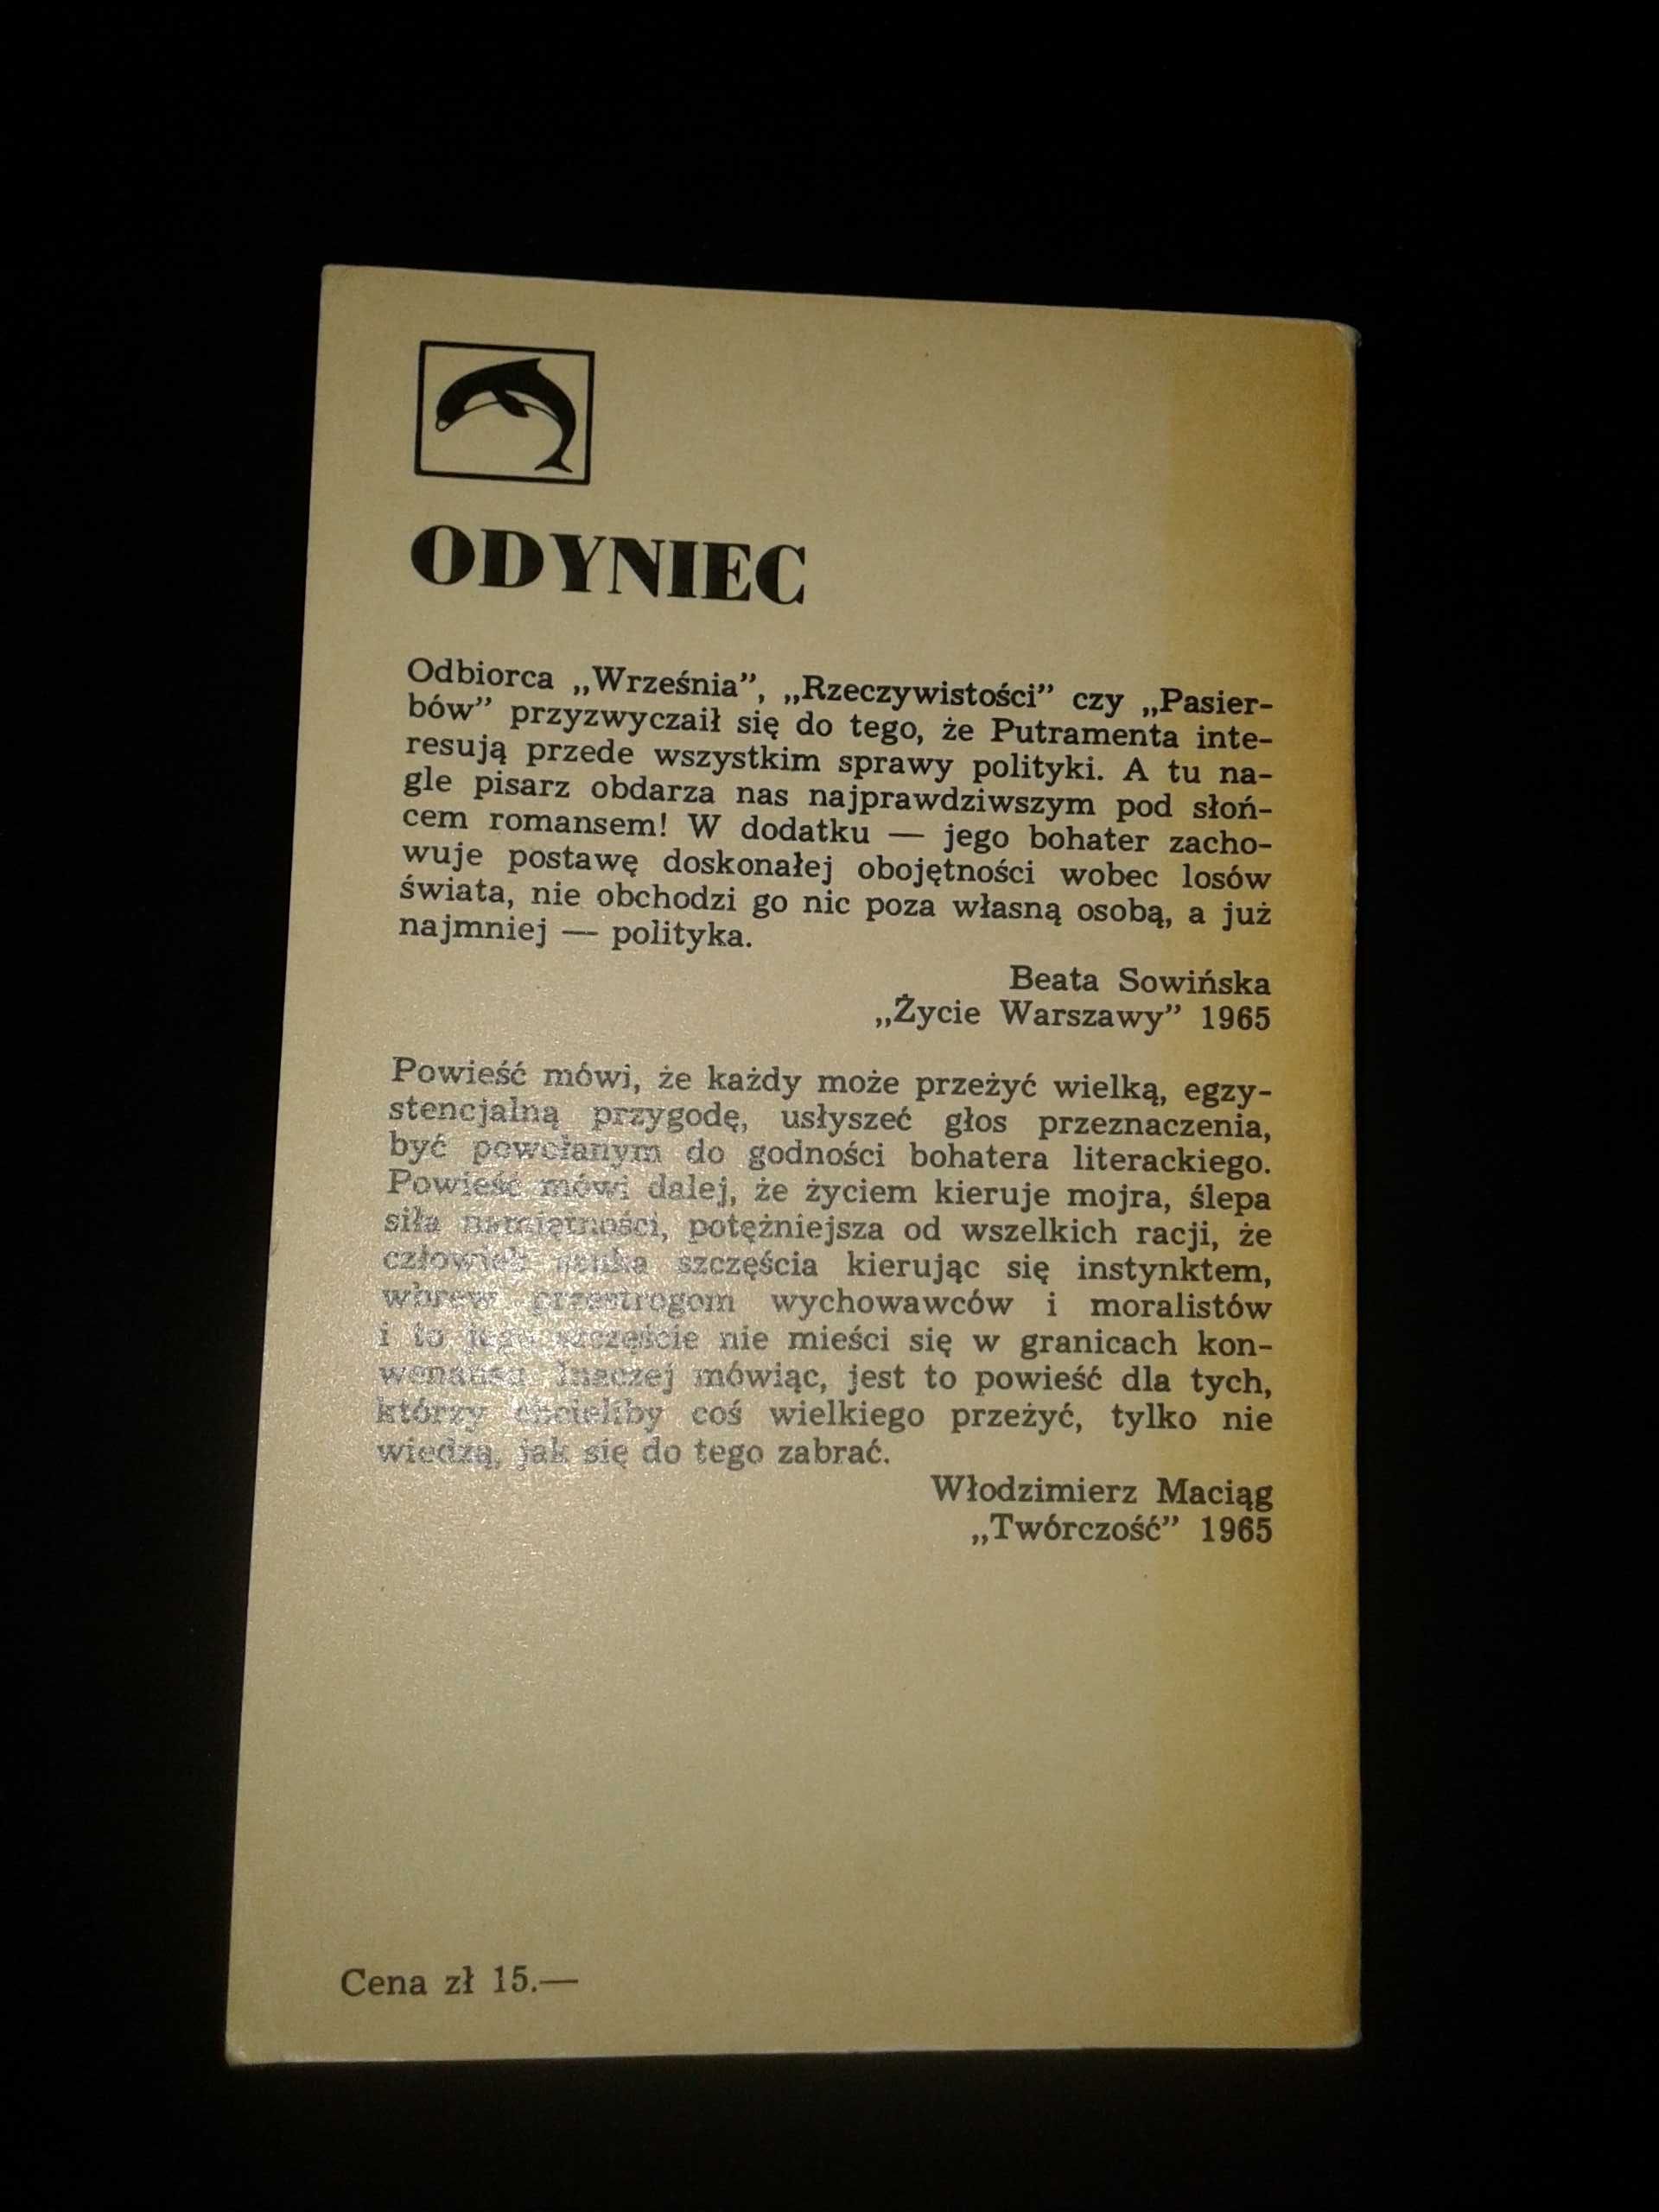 ODYNIEC
Odbiorca „Września”, „Rzeczywistości” czy „Pasier-
bów” przyzwyczaił się do tego, że Putramenta inte-
resują przede wszystkim sprawy polityki. A tu na-
gle pisarz obdarza nas najprawdziwszym pod słoń-
cem romansem! W dodatku — jego bohater zacho-
wuje postawę doskonałej obojętności wobec losów
świata, nie obchodzi go nic poza własną osobą, a już
najmniej — polityka.
Beata Sowińska
„Życie Warszawy” 1965
Powieść mówi, że każdy może przeżyć wielką, egzy-
stencjalną przygodę, usłyszeć głos przeznaczenia,
być powołanym do godności bohatera literackiego.
Powieść mówi dalej, że życiem kieruje mojra, ślepa
siła namiętności, potężniejsza od wszelkich racji, że
człowiek szuka szczęścia kierując się instynktem,
wbrew przestrogom wychowawców i moralistów
i to jego szczęście nie mieści się w granicach kon-
wenansu. Inaczej mówiąc, jest to powieść dla tych,
którzy chcieliby coś wielkiego przeżyć, tylko nie
wiedzą, jak się do tego zabrać.
Włodzimierz Maciąg
„Twórczość” 1965
Cena zł 15.—